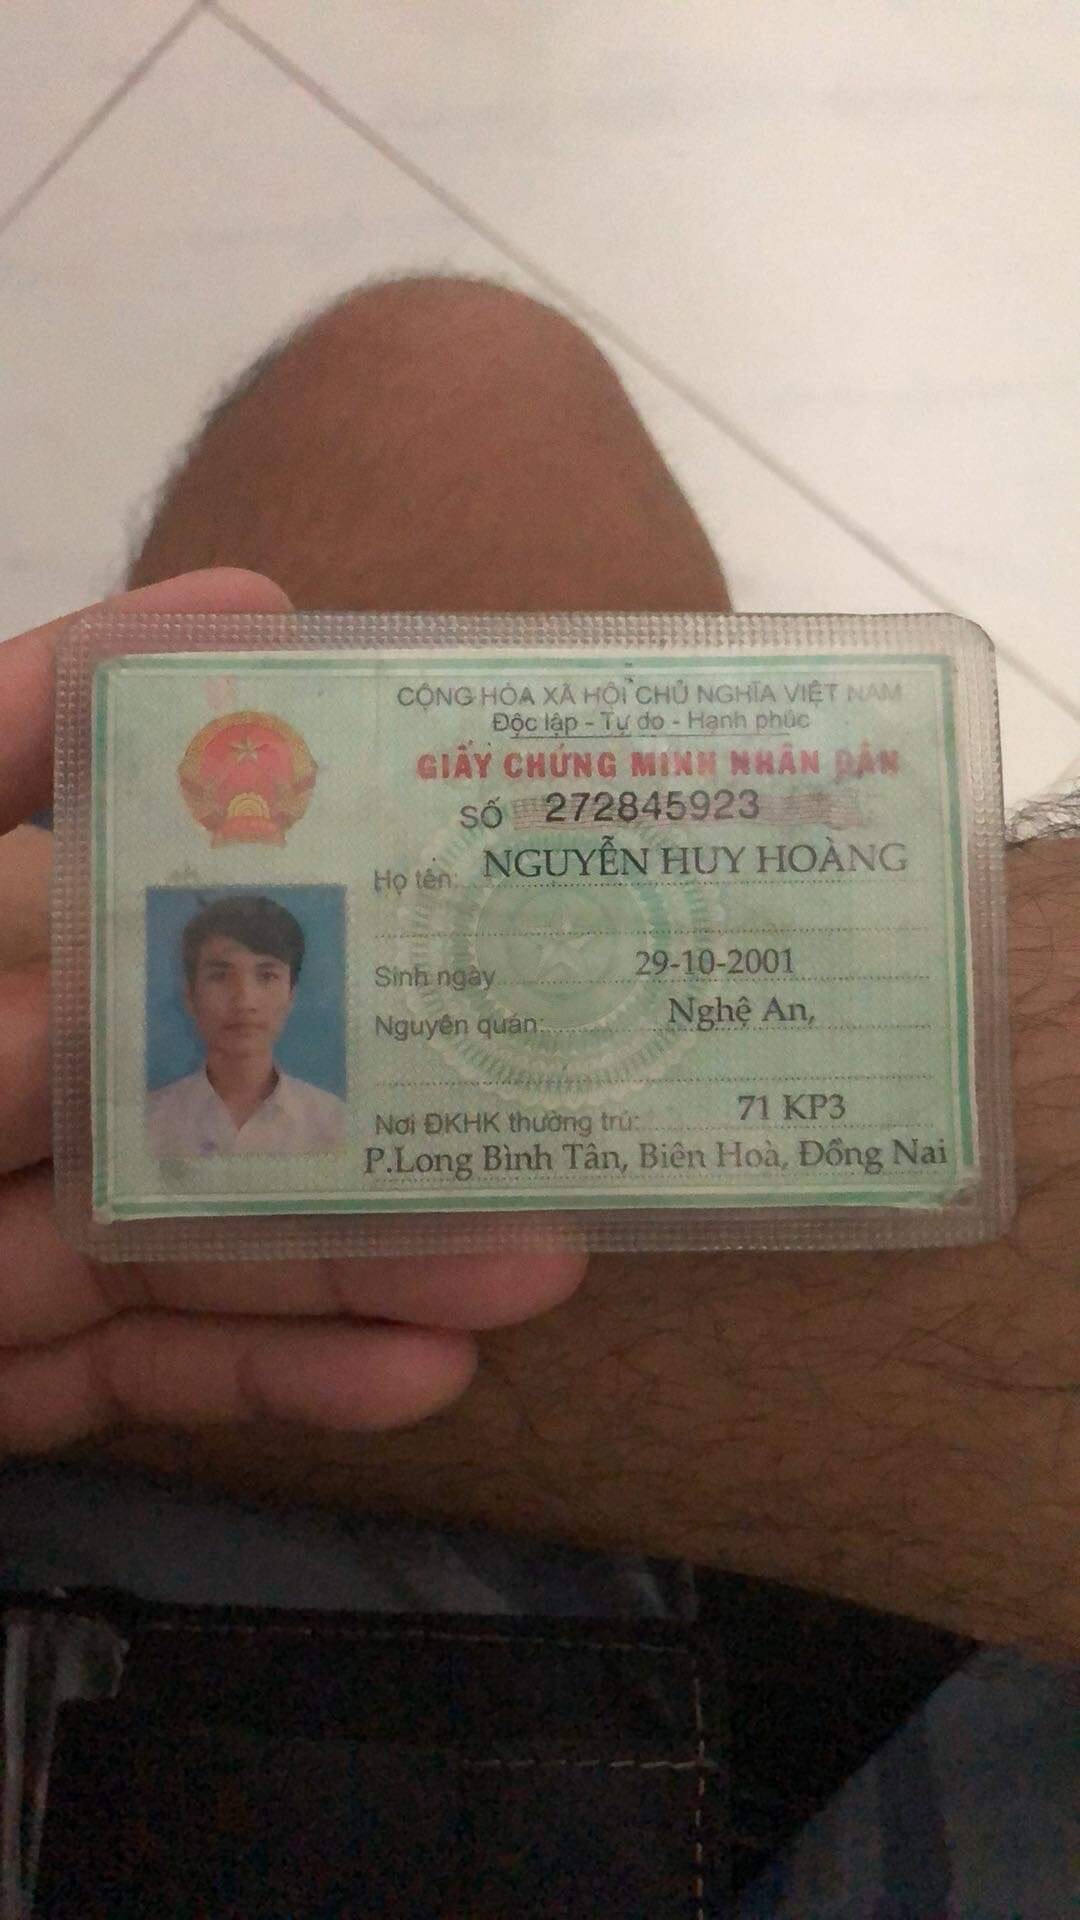 CỘNG HÒA XÃ HỘI CHỦ NGHĨA VIỆT NAM
Độc lập - Tự do - Hạnh phúc
GIẤY CHỨNG MINH NHÂN DÂN
SỐ 272845923
Họ tên: NGUYỄN HUY HOÀNG
Sinh ngày 29-10-2001
Nguyên quán: Nghệ An,
Nơi ĐKHK thường trú: 71 KP3
P.Long Bình Tân, Biên Hoà, Đồng Nai